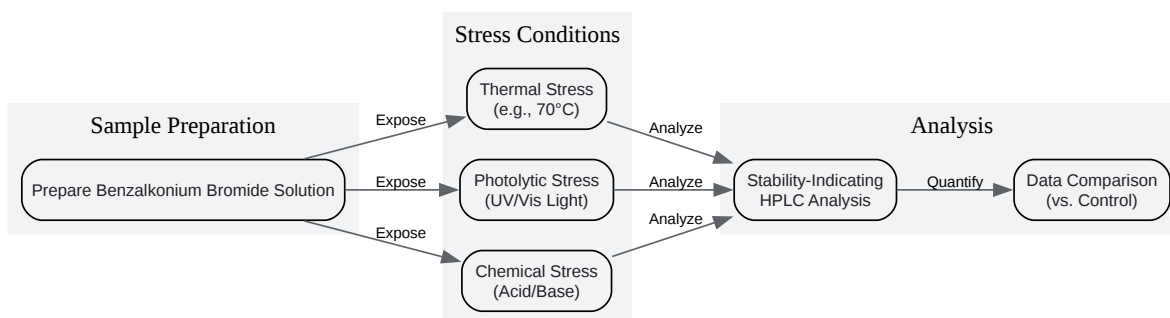 Stress Conditions
Thermal Stress
(e.g., 70°C)
Sample Preparation
Expose
Analyze
Analysis
Prepare Benzalkonium Bromide Solution
Expose
Photolytic Stress
(UV/Vis Light)
Analyze
Stability-Indicating
HPLC Analysis
Quantify
Data Comparison
(vs. Control)
Expose
Analyze
Chemical Stress
(Acid/Base)